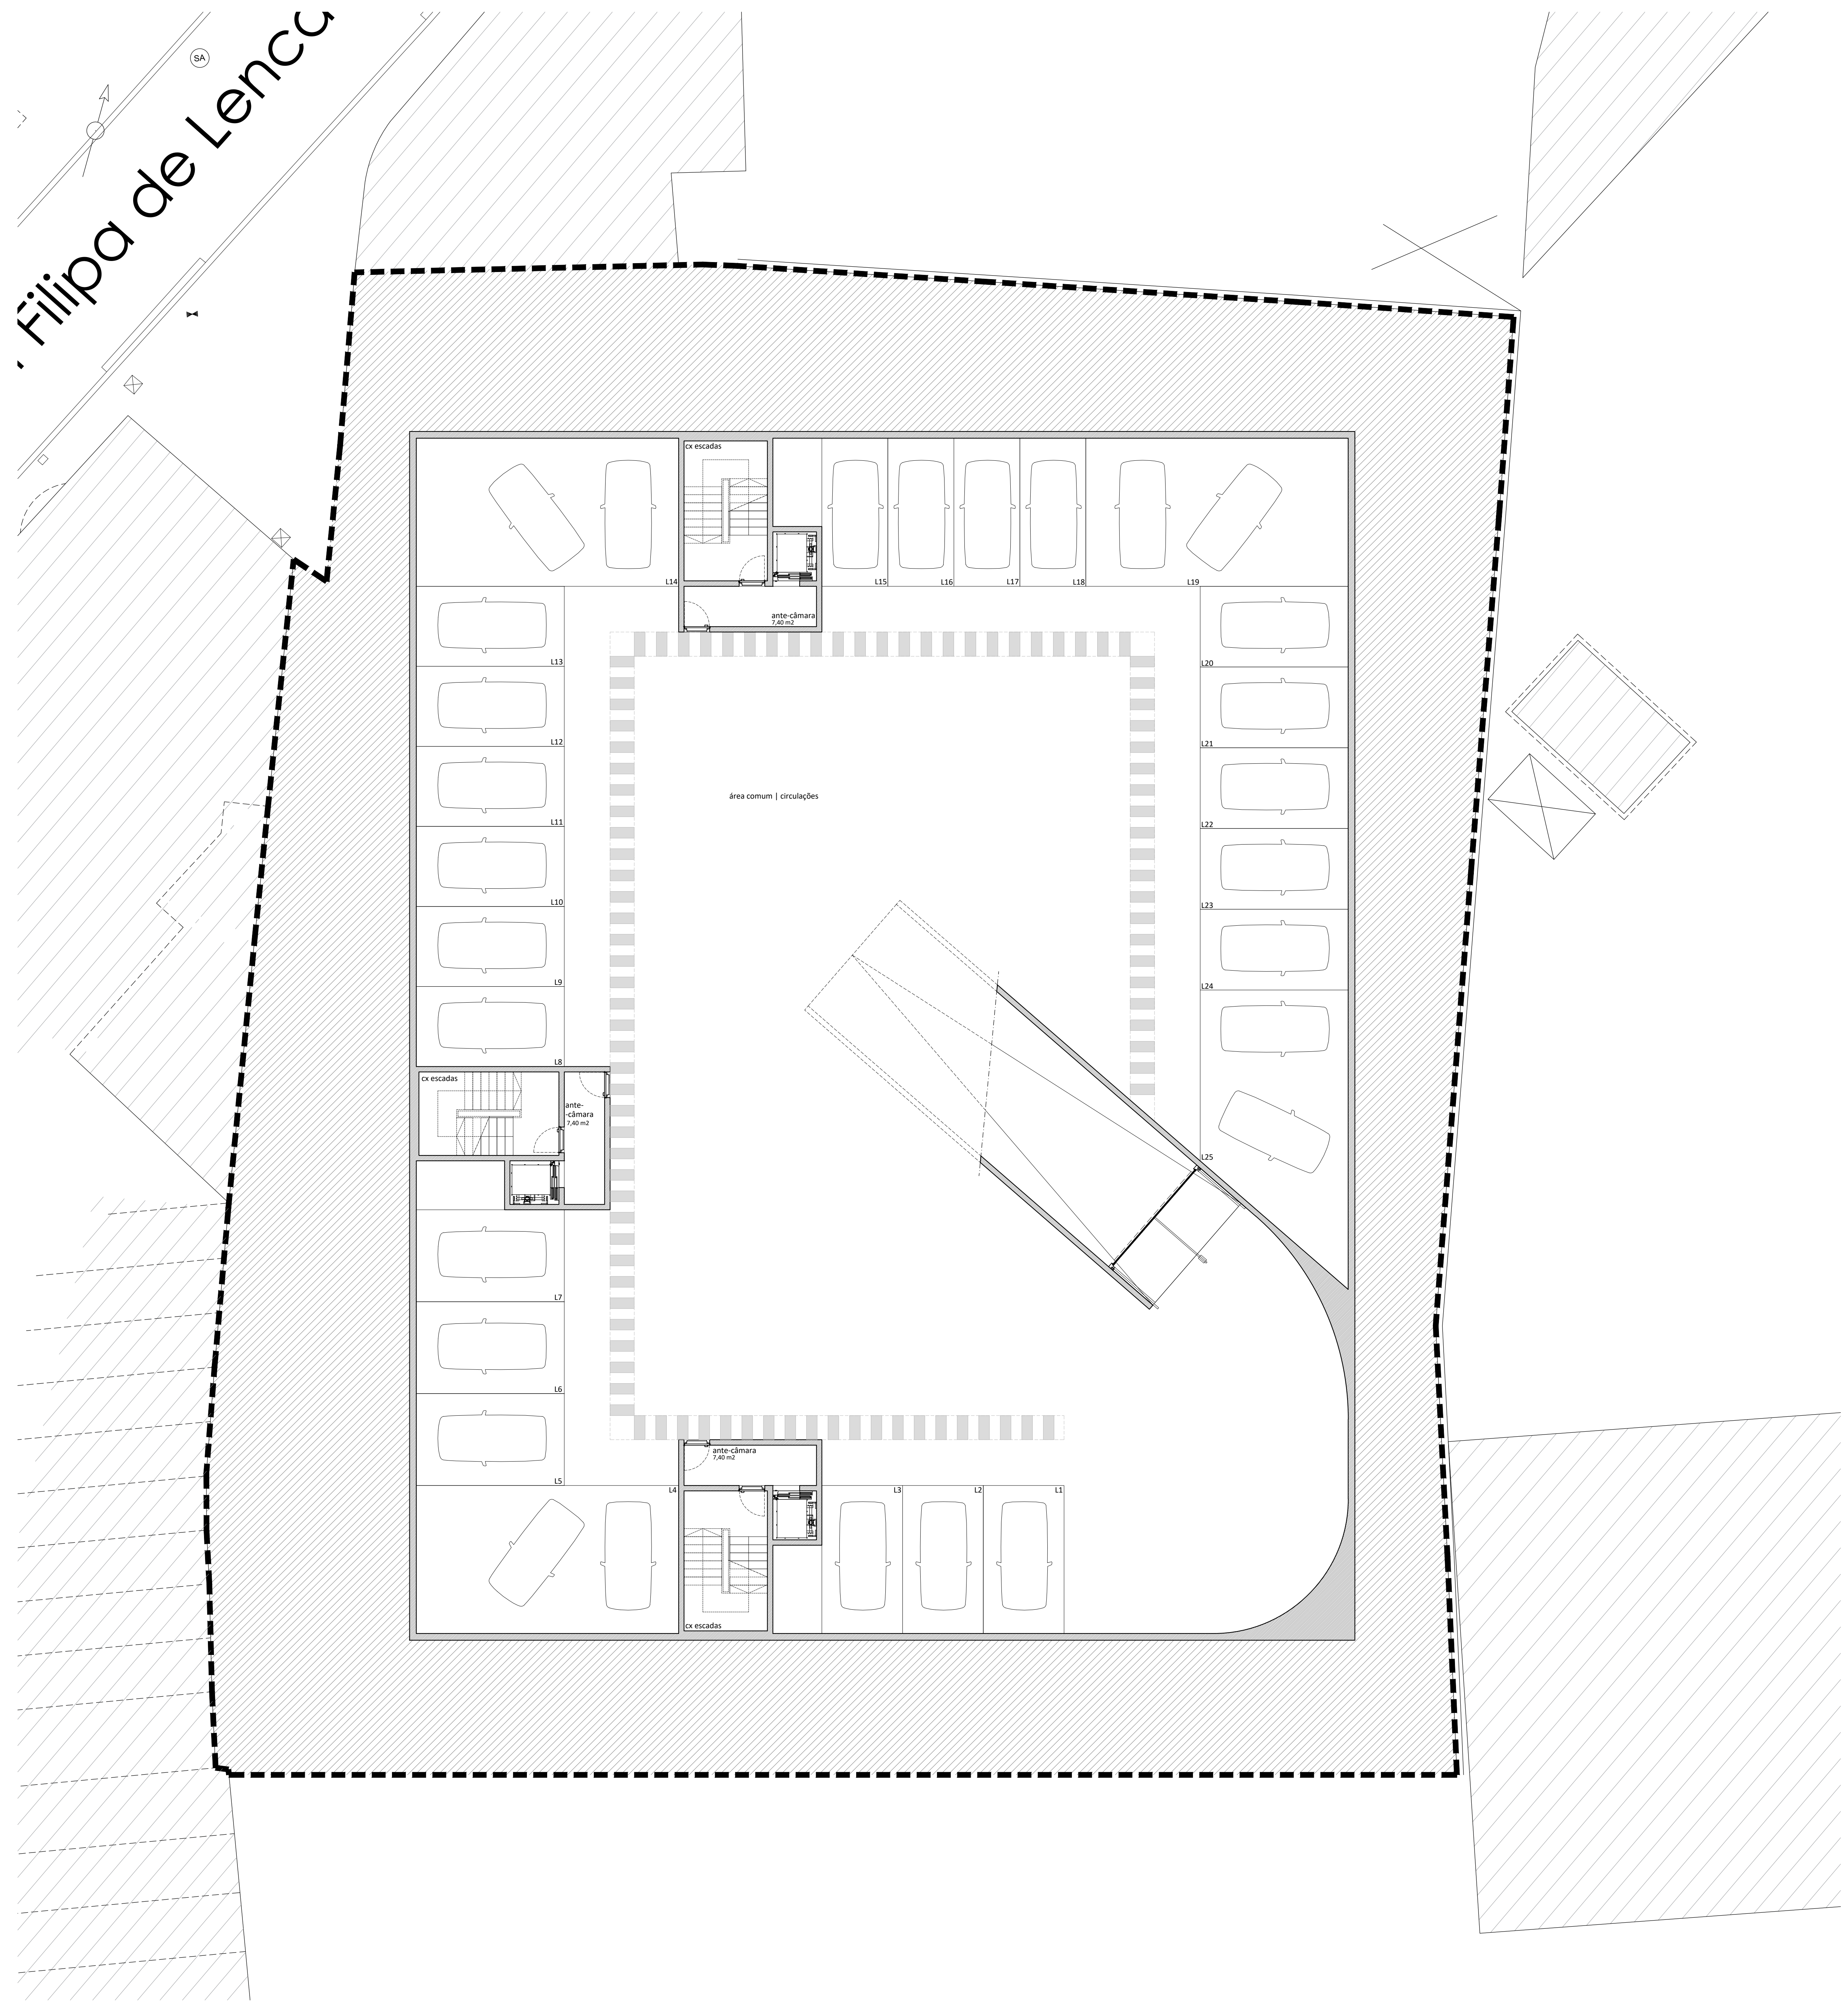 SA
Filipa de Lenca
cx escadas
L14
L15
L16
L17
L18
L19
ante-câmara
7,40 m2
L13
L20
L12
L21
área comum | circulações
L11
L22
L10
L23
L9
L24
L8
cx escadas
ante-
-câmara
7,40 m2
L25
L7
L6
ante-câmara
7,40 m2
L5
L4
L3
L2
L1
cx escadas